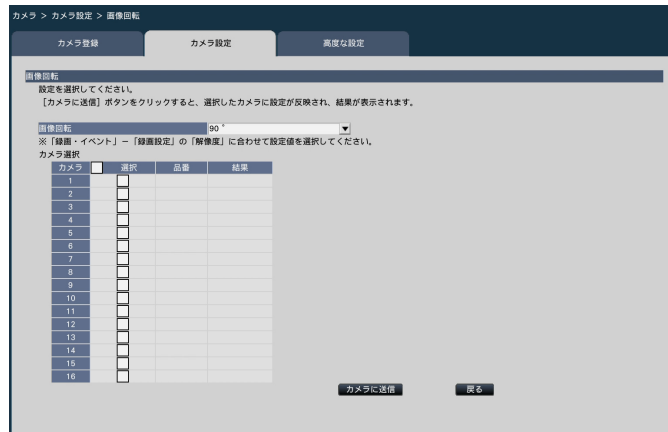 カメラ > カメラ設定 > 画像回転
カメラ登録 カメラ設定 高度な設定
画像回転
設定を選択してください。
［カメラに送信］ボタンをクリックすると、選択したカメラに設定が反映され、結果が表示されます。
画像回転 90 °
※「録画・イベント」－「録画設定」の「解像度」に合わせて設定値を選択してください。
カメラ選択
カメラ 選択 品番 結果
1
2
3
4
5
6
7
8
9
10
11
12
13
14
15
16
カメラに送信 戻る